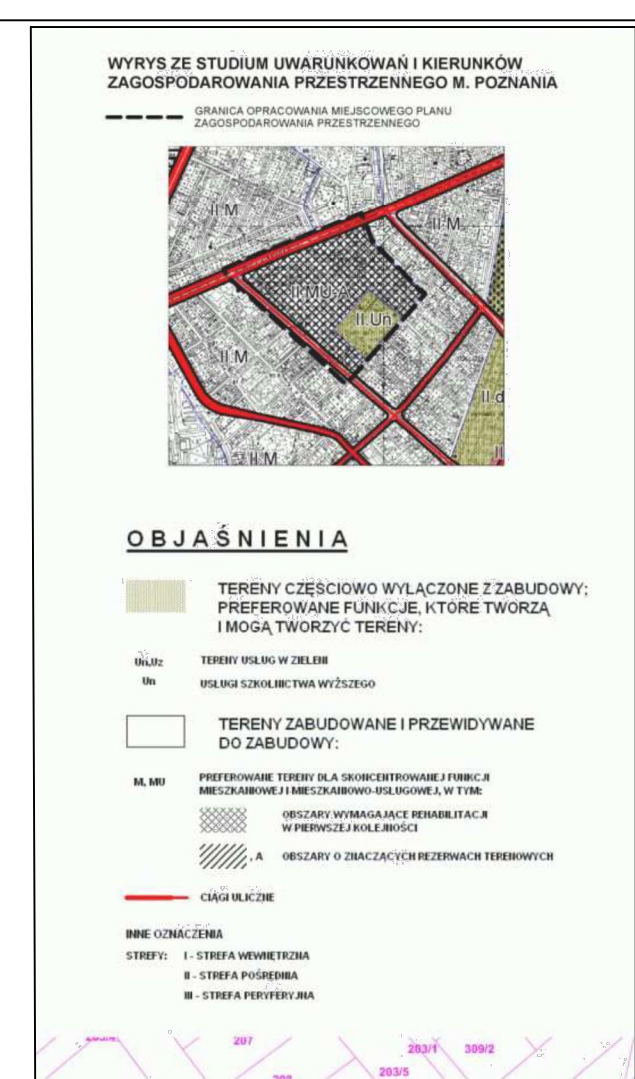 WYRYS ZE STUDIUM UWARUNKOWAŃ I KIERUNKÓW
ZAGOSPODAROWANIA PRZESTRZENNEGO M. POZNANIA
GRANICA OPRACOWANIA MIEJSCOWEGO PLANU
ZAGOSPODAROWANIA PRZESTRZENNEGO
II.M
II.M
II.MU-A
II.Un
II.M
II.d
II.M
II
OBJAŚNIENIA
TERENY CZĘŚCIOWO WYŁĄCZONE Z ZABUDOWY;
PREFEROWANE FUNKCJE, KTÓRE TWORZĄ
I MOGĄ TWORZYĆ TERENY:
Un,Uz TERENY USŁUG W ZIELENI
Un USŁUGI SZKOLNICTWA WYŻSZEGO
TERENY ZABUDOWANE I PRZEWIDYWANE
DO ZABUDOWY:
M, MU PREFEROWANE TERENY DLA SKONCENTROWANEJ FUNKCJI
MIESZKANIOWEJ I MIESZKANIOWO-USŁUGOWEJ, W TYM:
OBSZARY WYMAGAJĄCE REHABILITACJI
W PIERWSZEJ KOLEJNOŚCI
, A OBSZARY O ZNACZĄCYCH REZERWACH TERENOWYCH
CIĄGI ULICZNE
INNE OZNACZENIA
STREFY: I - STREFA WEWNĘTRZNA
II - STREFA POŚREDNIA
III - STREFA PERYFERYJNA
207
203/1 309/2
203/5